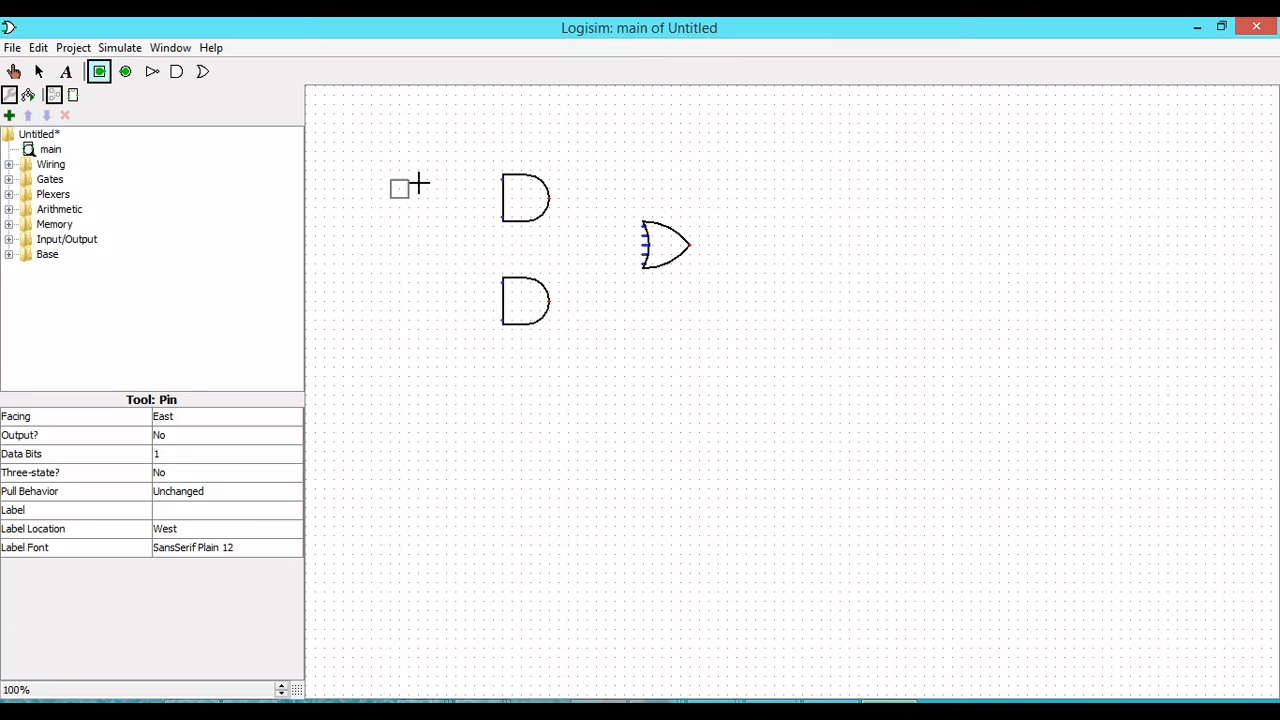 Logisim: main of Untitled
File Edit Project Simulate Window Help
A
Untitled*
main
Wiring
Gates
Plexers
Arithmetic
Memory
Input/Output
Base
Tool: Pin
Facing East
Output? No
Data Bits 1
Three-state? No
Pull Behavior Unchanged
Label
Label Location West
Label Font SansSerif Plain 12
100%